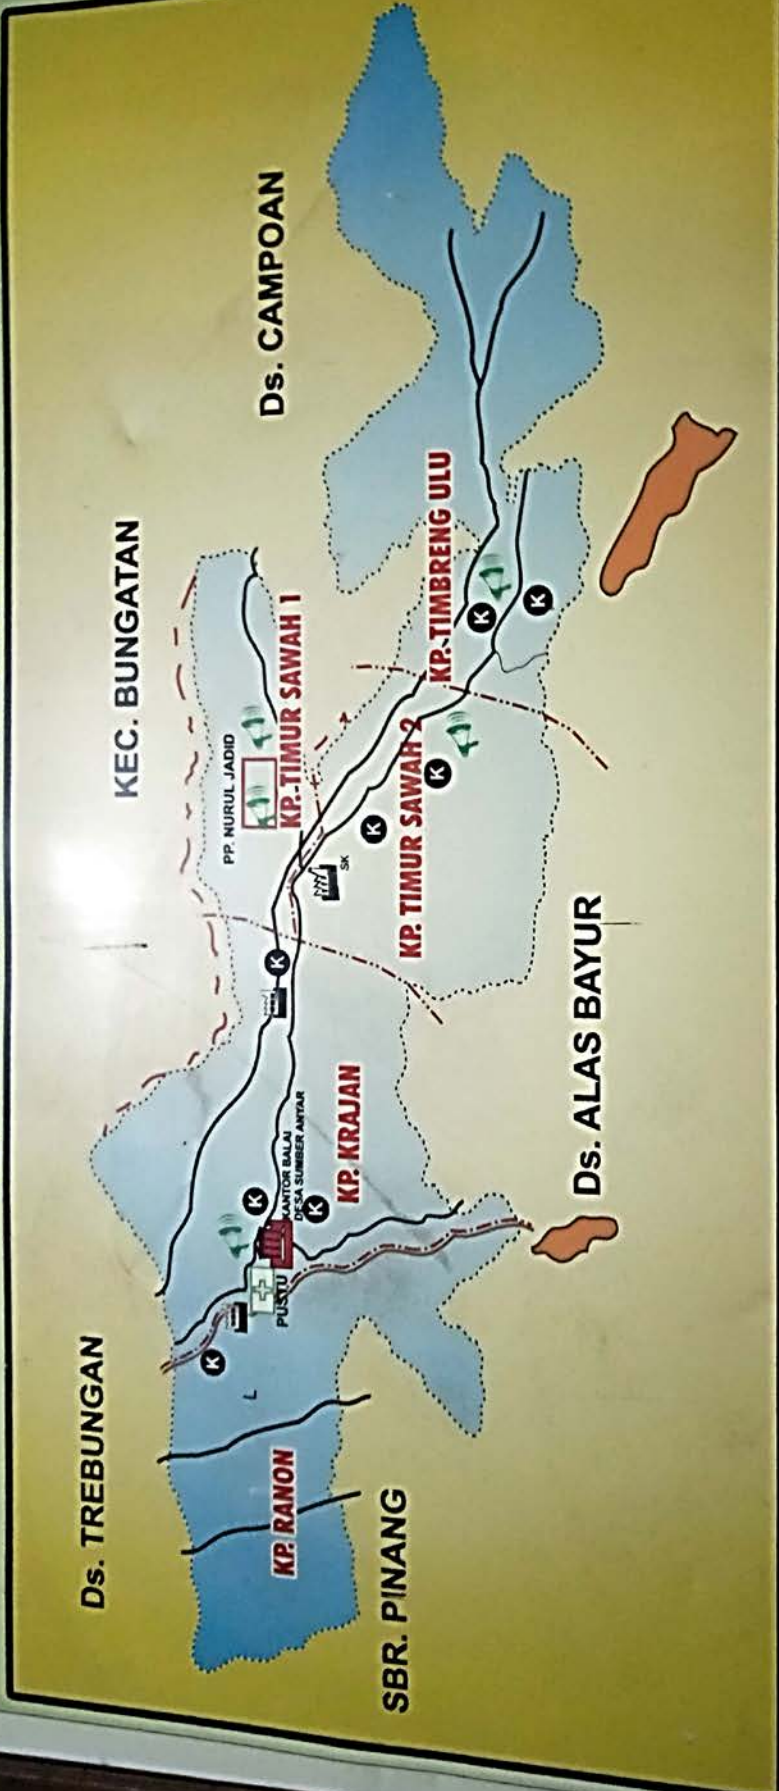 Ds. TREBUNGAN
KEC. BUNGATAN
Ds. CAMPOAN
PP. NURUL JADID
KP. TIMUR SAWAH 1
KP. TIMBRENG ULU
KP. TIMUR SAWAH 2
SK
K
K
K
K
K
K
K
K
KANTOR BALAI
DESA SUMBER ANYAR
PUSTU
L
KP. KRAJAN
KP. RANON
SBR. PINANG
Ds. ALAS BAYUR